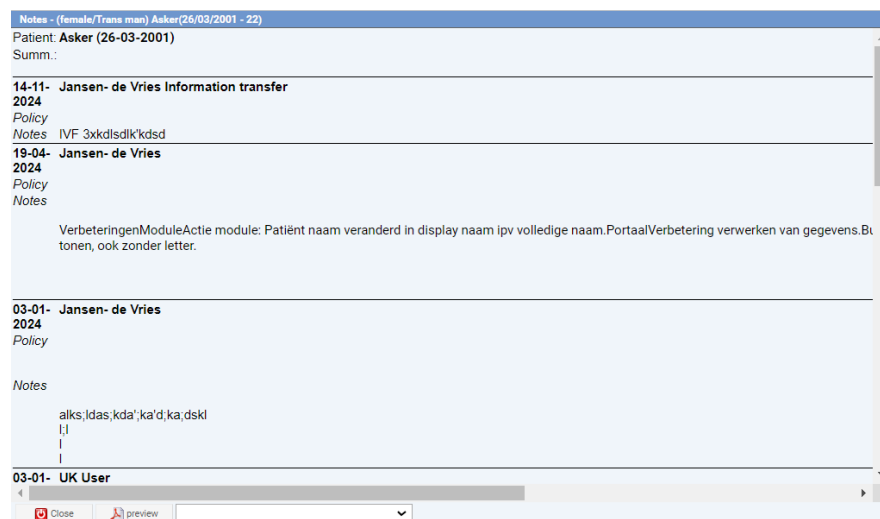 Notes - (female/Trans man) Asker(26/03/2001 - 22)
Patient: Asker (26-03-2001)
Summ.:
14-11-2024 Jansen- de Vries Information transfer
Policy
Notes IVF 3xkdlsdlk'kdsd
19-04-2024 Jansen- de Vries
Policy
Notes
VerbeteringenModuleActie module: Patiënt naam veranderd in display naam ipv volledige naam.PortaalVerbetering verwerken van gegevens.Bu
tonen, ook zonder letter.
03-01-2024 Jansen- de Vries
Policy
Notes
alks;ldas;kda';ka'd;ka;dskl
l;l
l
l
03-01- UK User
Close preview